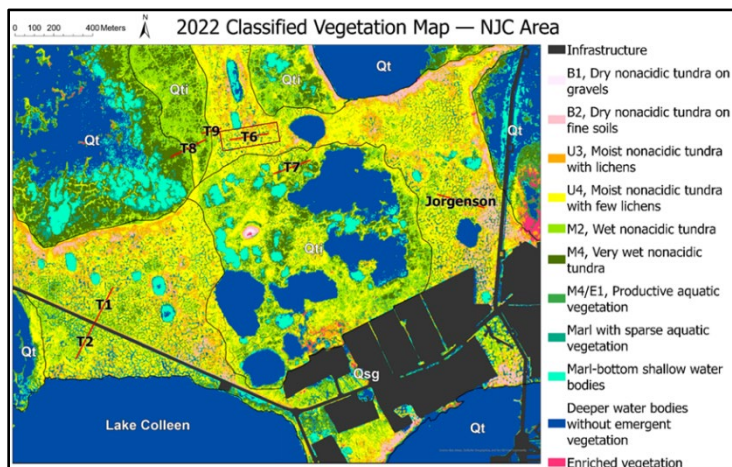 0 100 200 400 Meters
N
2022 Classified Vegetation Map — NJC Area
Qti
Qti
Qt
Qt
Qt
T9
T6
T8
T7
Jorgenson
Qti
T1
T2
Qt
Qsg
Lake Colleen
Qt
Infrastructure
B1, Dry nonacidic tundra on
gravels
B2, Dry nonacidic tundra on
fine soils
U3, Moist nonacidic tundra
with lichens
U4, Moist nonacidic tundra
with few lichens
M2, Wet nonacidic tundra
M4, Very wet nonacidic
tundra
M4/E1, Productive aquatic
vegetation
Marl with sparse aquatic
vegetation
Marl-bottom shallow water
bodies
Deeper water bodies
without emergent
vegetation
Enriched vegetation